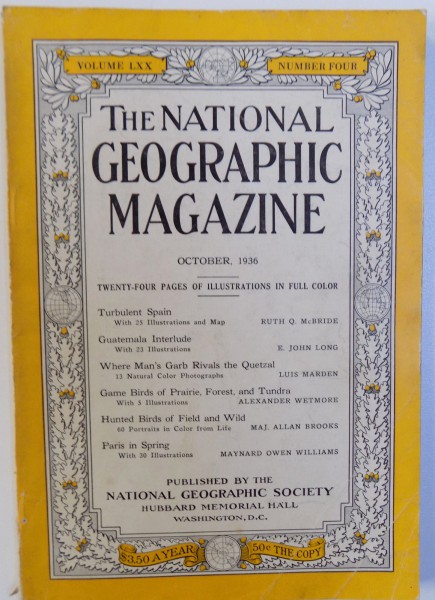 VOLUME LXX NUMBER FOUR
THE NATIONAL
GEOGRAPHIC
MAGAZINE
OCTOBER, 1936
TWENTY-FOUR PAGES OF ILLUSTRATIONS IN FULL COLOR
Turbulent Spain
With 25 Illustrations and Map RUTH Q. McBRIDE
Guatemala Interlude
With 23 Illustrations E. JOHN LONG
Where Man's Garb Rivals the Quetzal
13 Natural Color Photographs LUIS MARDEN
Game Birds of Prairie, Forest, and Tundra
With 5 Illustrations ALEXANDER WETMORE
Hunted Birds of Field and Wild
60 Portraits in Color from Life MAJ. ALLAN BROOKS
Paris in Spring
With 30 Illustrations MAYNARD OWEN WILLIAMS
PUBLISHED BY THE
NATIONAL GEOGRAPHIC SOCIETY
HUBBARD MEMORIAL HALL
WASHINGTON, D.C.
$3.50 A YEAR 50¢ THE COPY